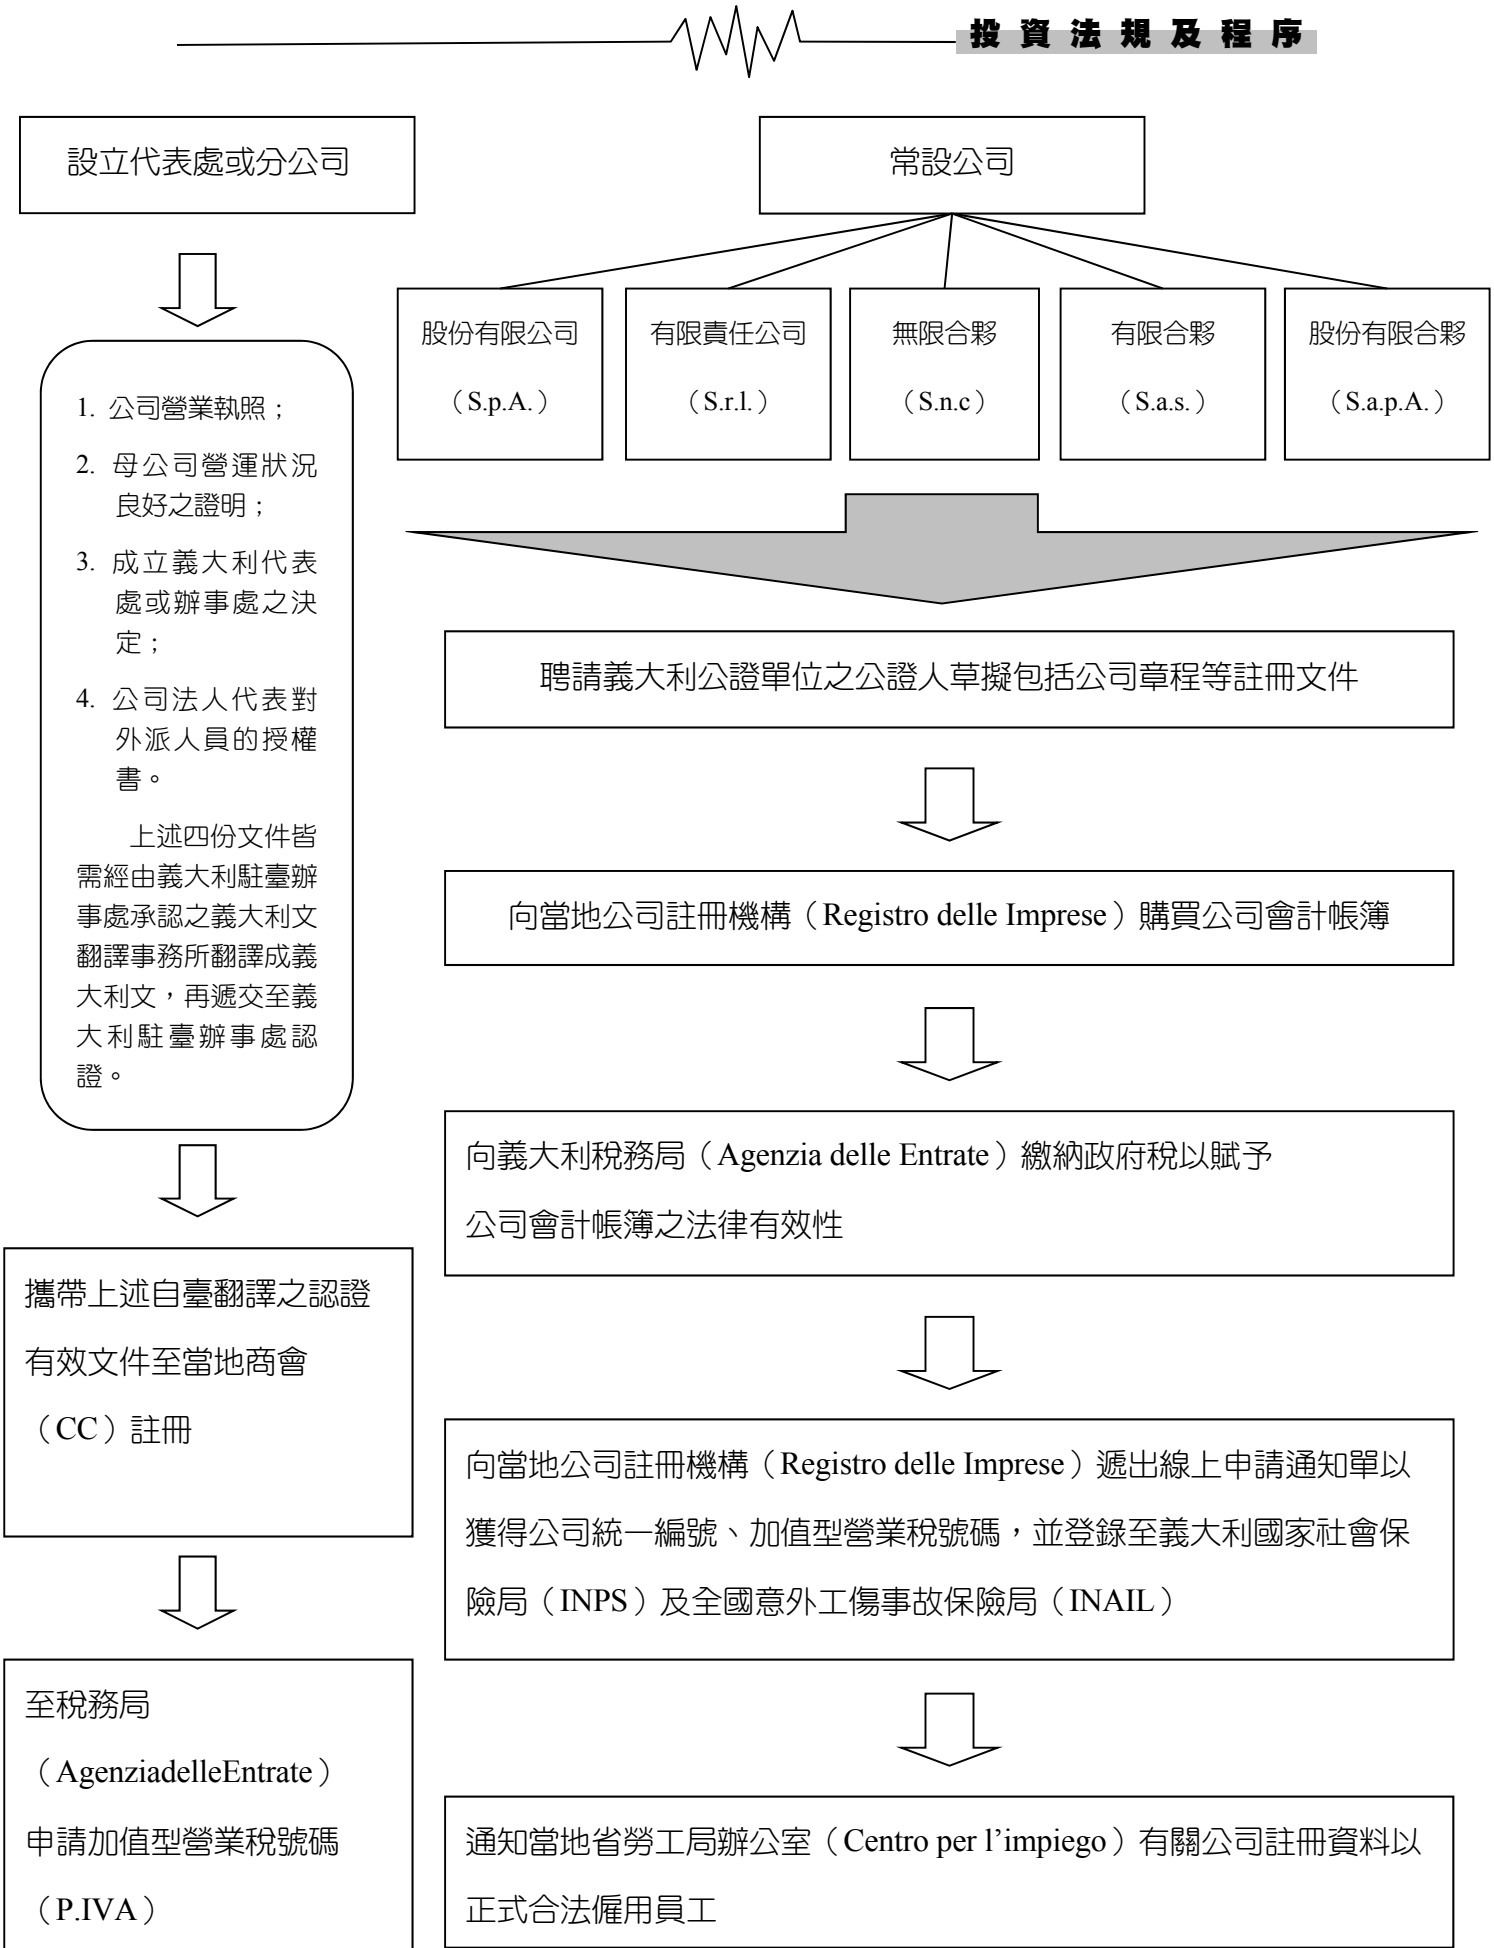 投資法規及程序
設立代表處或分公司
1. 公司營業執照；
2. 母公司營運狀況
良好之證明；
3. 成立義大利代表
處或辦事處之決
定；
4. 公司法人代表對
外派人員的授權
書。
上述四份文件皆
需經由義大利駐臺辦
事處承認之義大利文
翻譯事務所翻譯成義
大利文，再遞交至義
大利駐臺辦事處認
證。
攜帶上述自臺翻譯之認證
有效文件至當地商會
（CC）註冊
至稅務局
（AgenziadelleEntrate）
申請加值型營業稅號碼
（P.IVA）
常設公司
股份有限公司
（S.p.A.）
有限責任公司
（S.r.l.）
無限合夥
（S.n.c）
有限合夥
（S.a.s.）
股份有限合夥
（S.a.p.A.）
聘請義大利公證單位之公證人草擬包括公司章程等註冊文件
向當地公司註冊機構（Registro delle Imprese）購買公司會計帳簿
向義大利稅務局（Agenzia delle Entrate）繳納政府稅以賦予
公司會計帳簿之法律有效性
向當地公司註冊機構（Registro delle Imprese）遞出線上申請通知單以
獲得公司統一編號、加值型營業稅號碼，並登錄至義大利國家社會保
險局（INPS）及全國意外工傷事故保險局（INAIL）
通知當地省勞工局辦公室（Centro per l’impiego）有關公司註冊資料以
正式合法僱用員工